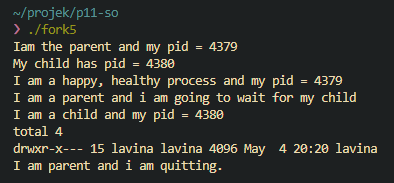 ~/projek/p11-so
❯ ./fork5
Iam the parent and my pid = 4379
My child has pid = 4380
I am a happy, healthy process and my pid = 4379
I am a parent and i am going to wait for my child
I am a child and my pid = 4380
total 4
drwxr-x--- 15 lavina lavina 4096 May  4 20:20 lavina
I am parent and i am quitting.